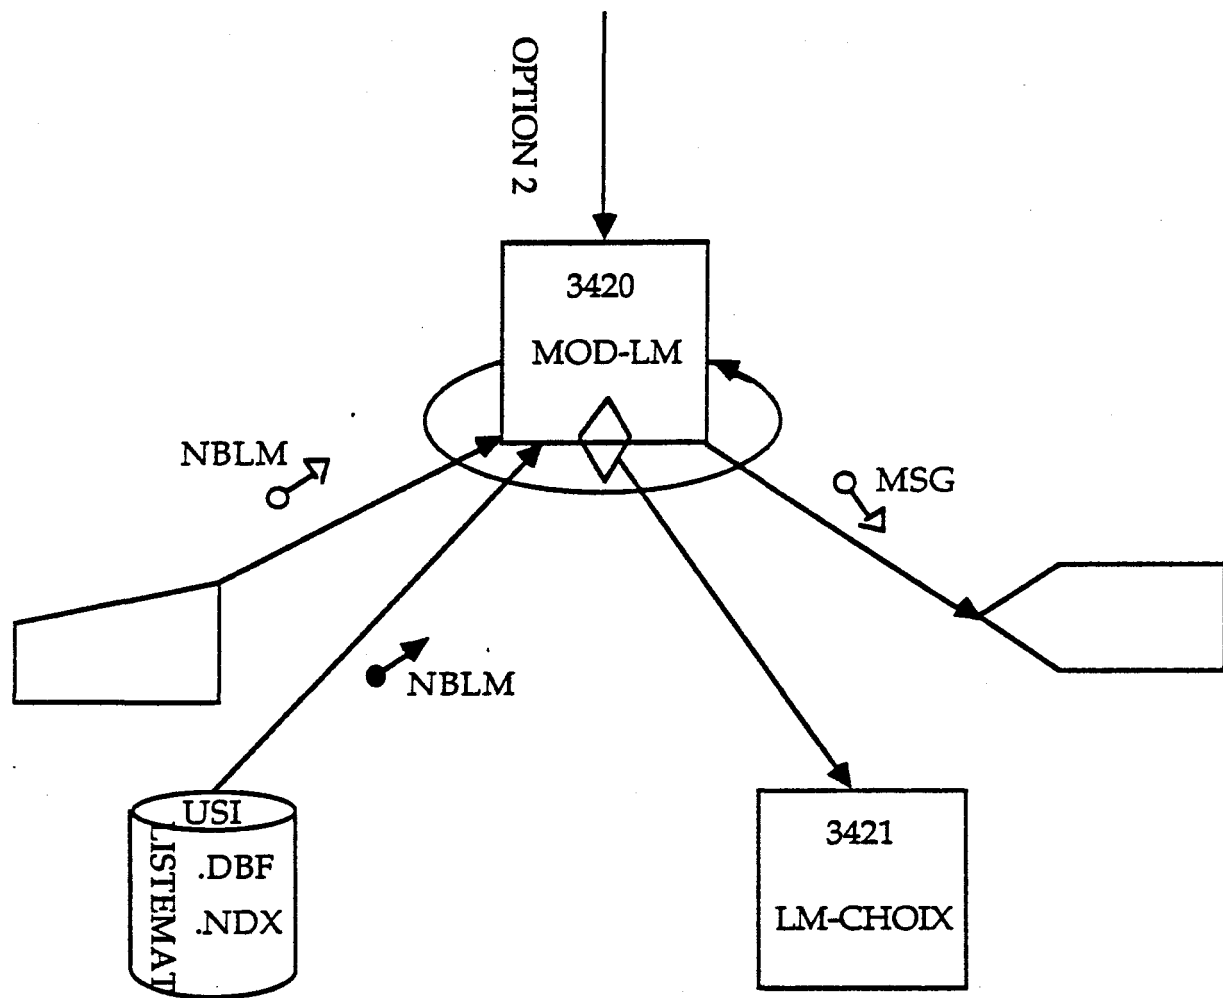 OPTION 2
3420
MOD-LM
NBLM
MSG
NBLM
USI
LISTEMAT
.DBF
.NDX
3421
LM-CHOIX